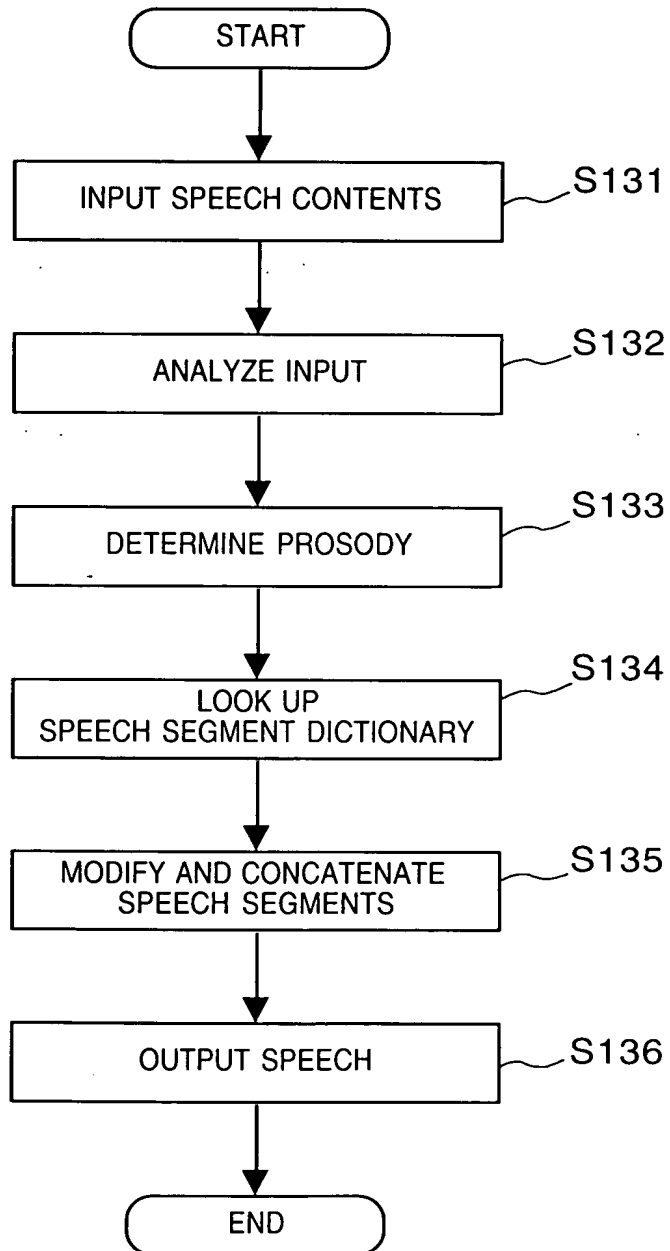 START
INPUT SPEECH CONTENTS
S131
ANALYZE INPUT
S132
DETERMINE PROSODY
S133
LOOK UP
SPEECH SEGMENT DICTIONARY
S134
MODIFY AND CONCATENATE
SPEECH SEGMENTS
S135
OUTPUT SPEECH
S136
END